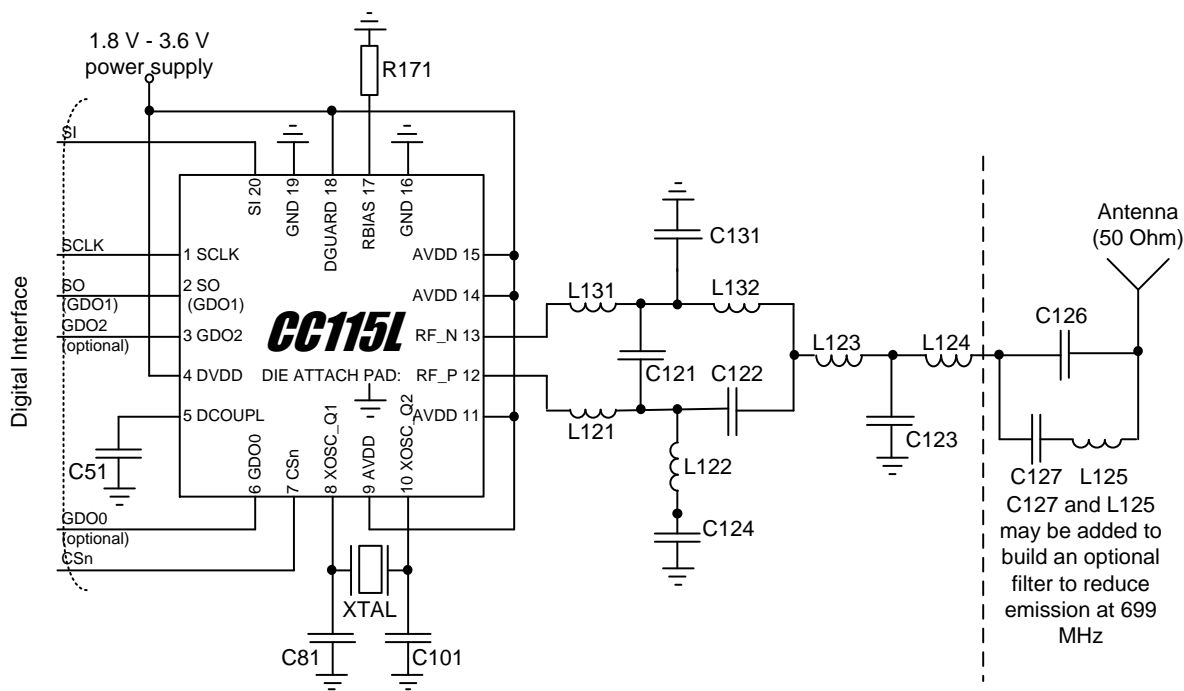 1.8 V - 3.6 V
power supply
R171
SI
SI 20
GND 19
DGUARD 18
RBIAS 17
GND 16
Antenna
(50 Ohm)
Digital Interface
SCLK
1 SCLK
SO
(GDO1)
2 SO
(GDO1)
GDO2
(optional)
3 GDO2
4 DVDD
5 DCOUPL
CC115L
DIE ATTACH PAD:
AVDD 15
AVDD 14
RF_N 13
RF_P 12
AVDD 11
6 GDO0
7 CSn
8 XOSC_Q1
9 AVDD
10 XOSC_Q2
C51
GDO0
(optional)
CSn
XTAL
C81
C101
C131
L131
L132
C121
C122
L121
L122
C124
L123
L124
C123
C126
C127
L125
C127 and L125
may be added to
build an optional
filter to reduce
emission at 699
MHz